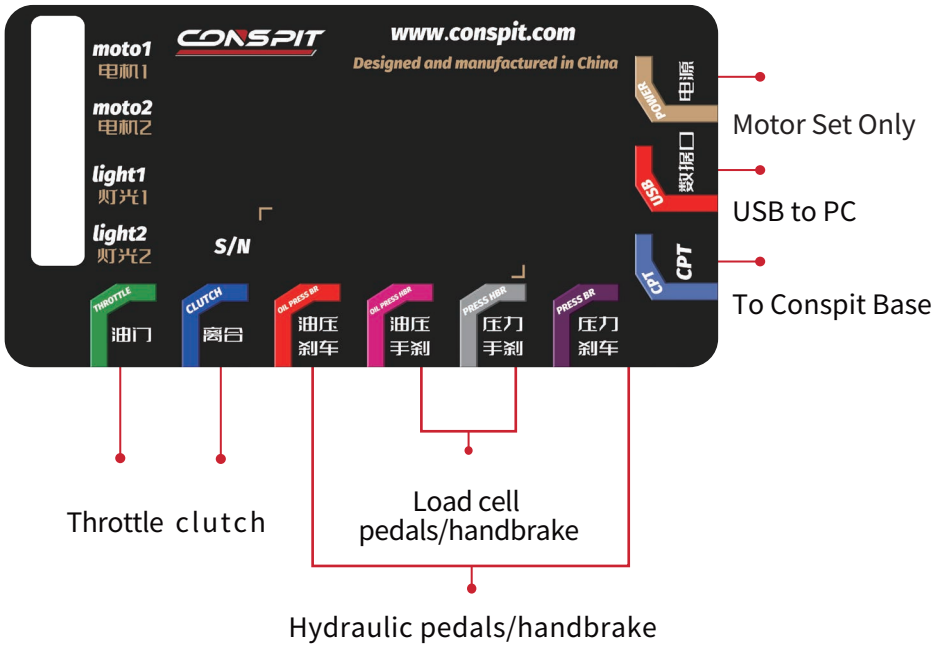 CONSPIT
www.conspit.com
Designed and manufactured in China
moto1
电机1
moto2
电机2
light1
灯光1
light2
灯光2
S/N
POWER
电源
Motor Set Only
USB
数据口
USB to PC
CPT
CPT
To Conspit Base
THROTTLE
油门
CLUTCH
离合
OIL PRESS BR
油压
刹车
OIL PRESS HBR
油压
手刹
PRESS HBR
压力
手刹
PRESS BR
压力
刹车
Throttle clutch
Load cell
pedals/handbrake
Hydraulic pedals/handbrake